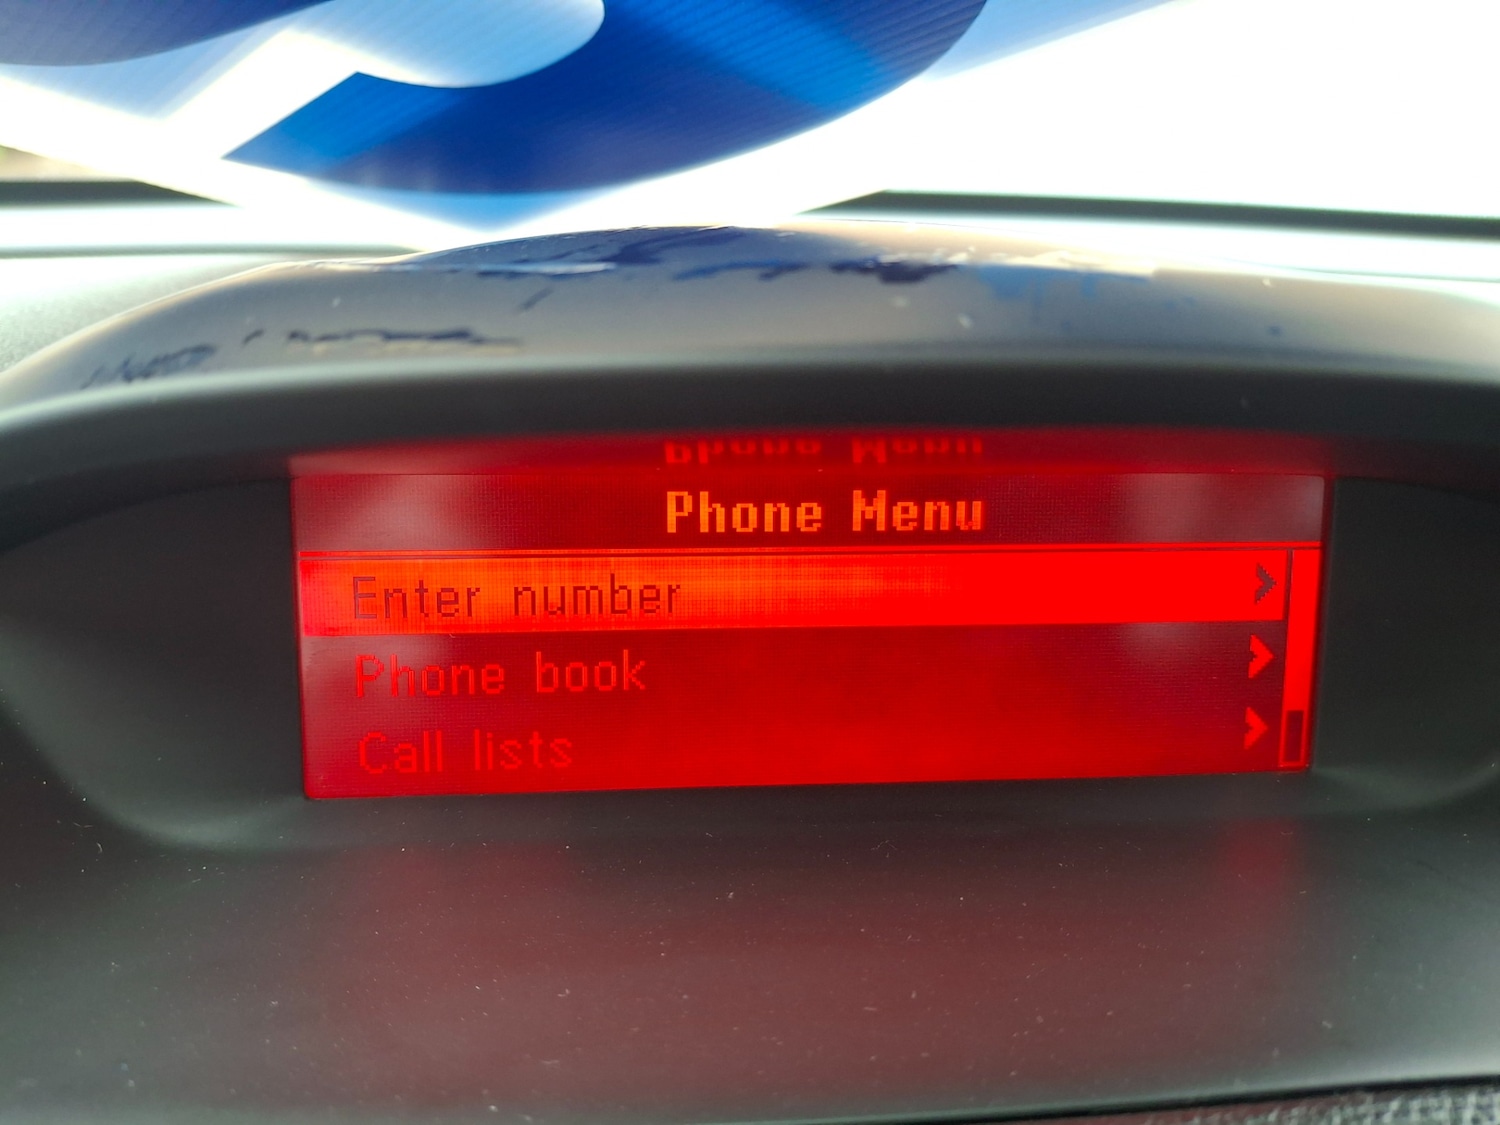 Phone Menu
Enter number
Phone book
Call lists